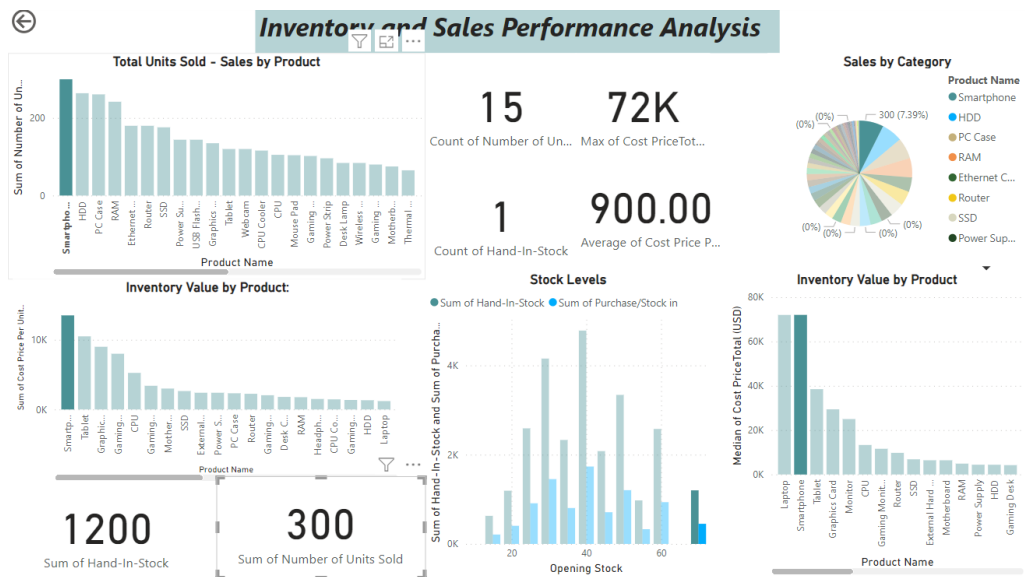 Inventory and Sales Performance Analysis
Total Units Sold - Sales by Product
Sum of Number of Un...
200
0
Smartpho...
HDD
PC Case
RAM
Ethernet ...
Router
SSD
Power Su...
USB Flash...
Graphics ...
Tablet
Webcam
CPU Cooler
CPU
Mouse Pad
Gaming ...
Power Strip
Desk Lamp
Wireless ...
Gaming ...
Motherb...
Thermal ...
Product Name
15
Count of Number of Un...
72K
Max of Cost PriceTot...
1
Count of Hand-In-Stock
900.00
Average of Cost Price P...
Sales by Category
300 (7.39%)
(0%)
(0%)
(0%)
(0%)
(0%)
(0%)
Product Name
Smartphone
HDD
PC Case
RAM
Ethernet C...
Router
SSD
Power Sup...
Inventory Value by Product:
Sum of Cost Price Per Unit...
10K
0K
Smartp...
Tablet
Graphic...
Gaming...
CPU
Gaming...
Mother...
SSD
External...
Power S...
PC Case
Router
Gaming...
Desk C...
RAM
Headph...
CPU Co...
Gaming...
HDD
Laptop
Product Name
1200
Sum of Hand-In-Stock
300
Sum of Number of Units Sold
Stock Levels
Sum of Hand-In-Stock
Sum of Purchase/Stock in
Sum of Hand-In-Stock and Sum of Purcha...
4K
2K
0K
20
40
60
Opening Stock
Inventory Value by Product
Median of Cost PriceTotal (USD)
80K
60K
40K
20K
0K
Laptop
Smartphone
Tablet
Graphics Card
Monitor
CPU
Gaming Monit...
Router
SSD
External Hard ...
Motherboard
RAM
Power Supply
HDD
Gaming Desk
Product Name